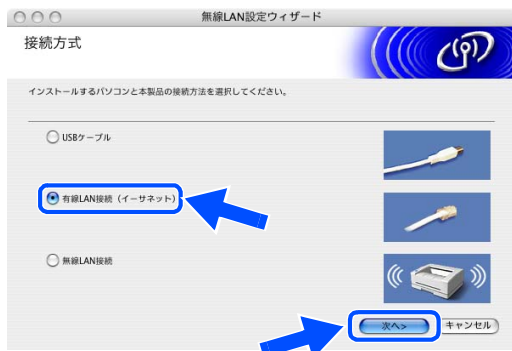 無線LAN設定ウィザード
接続方式
インストールするパソコンと本製品の接続方法を選択してください。
USBケーブル
有線LAN接続（イーサネット）
無線LAN接続
次へ>
キャンセル